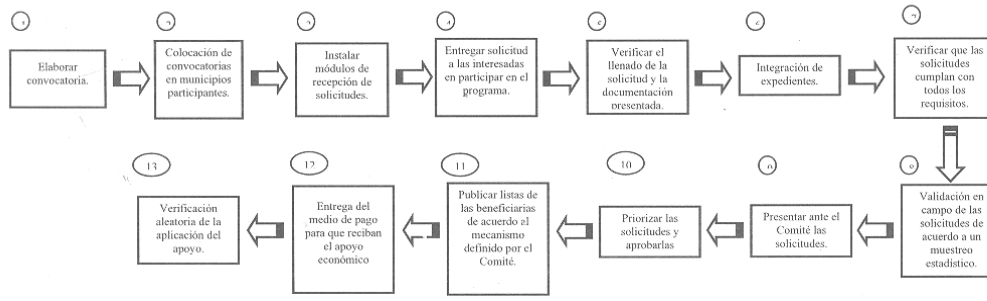 Elaborar
convocatoria.
Colocación de
convocatorias
en municipios
participantes.
Instalar
módulos de
recepción de
solicitudes.
Entregar solicitud
a las interesadas
en participar en el
programa.
Verificar el
llenado de la
solicitud y la
documentación
presentada.
Integración de
expedientes.
Verificar que las
solicitudes
cumplan con
todos los
requisitos.
Validación en
campo de las
solicitudes de
acuerdo a un
muestreo
estadístico.
Presentar ante el
Comité las
solicitudes.
10
Priorizar las
solicitudes y
aprobarlas
11
Publicar listas de
las beneficiarias
de acuerdo al
mecanismo
definido por el
Comité.
12
Entrega del
medio de pago
para que reciban
el apoyo
económico
13
Verificación
aleatoria de la
aplicación del
apoyo.